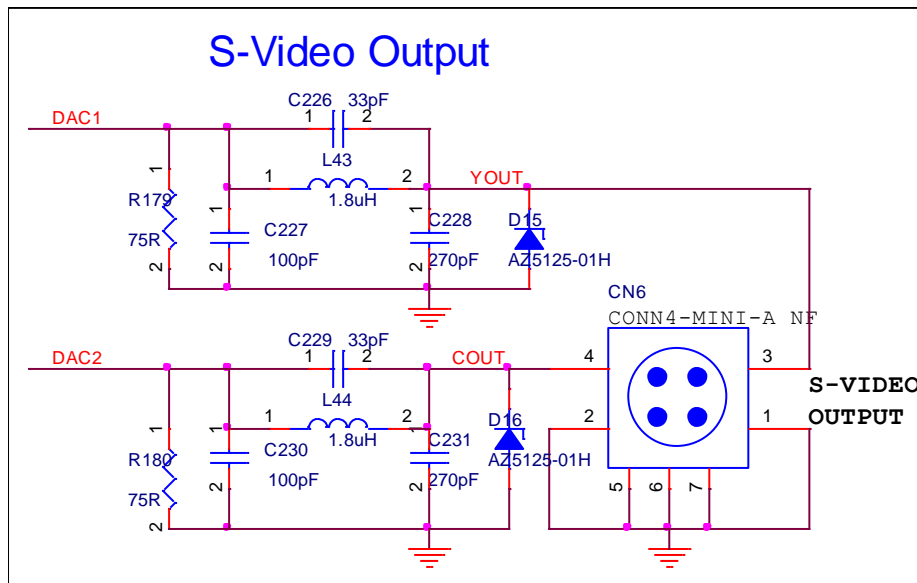 S-Video Output
C226 33pF
DAC1
1 2
L43
1 2
YOUT
1.8uH
1
R179
75R
2
1
C227
100pF
2
1
C228
270pF
2
D15
AZ5125-01H
CN6
CONN4-MINI-A NF
C229 33pF
DAC2
1 2
COUT
4
3
L44
1 2
1.8uH
S-VIDEO
OUTPUT
2
1
1
R180
75R
2
1
C230
100pF
2
1
C231
270pF
2
D16
AZ5125-01H
5
6
7